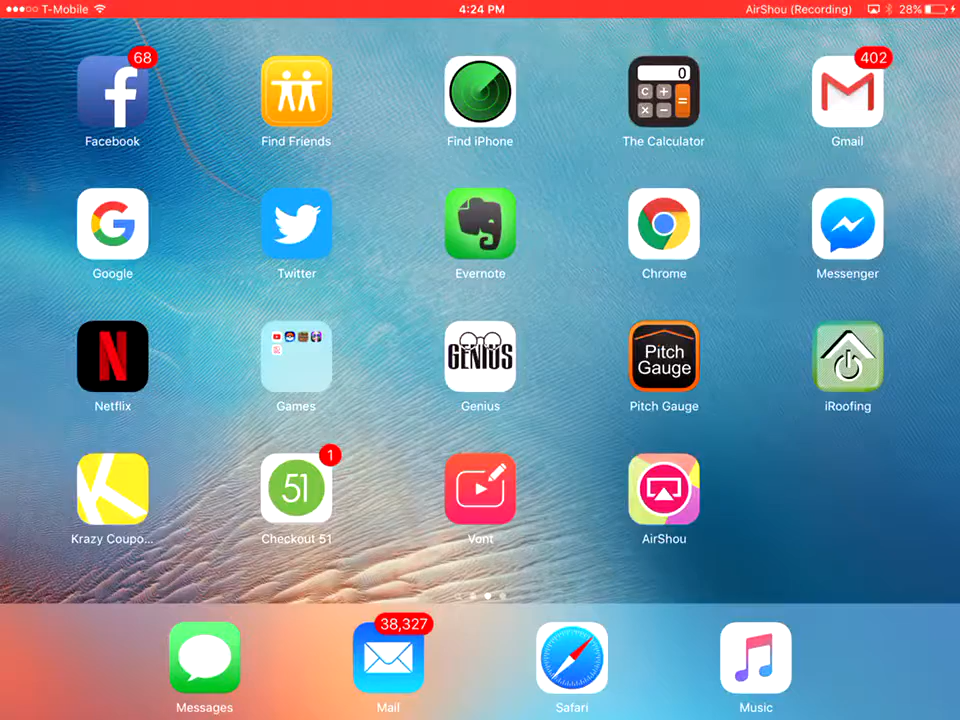 T-Mobile 4:24 PM AirShou (Recording) 28%
68 402
Facebook Find Friends Find iPhone The Calculator Gmail
Google Twitter Evernote Chrome Messenger
GENIUS Pitch Gauge
Netflix Games Genius Pitch Gauge iRoofing
1
51
Krazy Coupo... Checkout 51 Vont AirShou
38,327
Messages Mail Safari Music